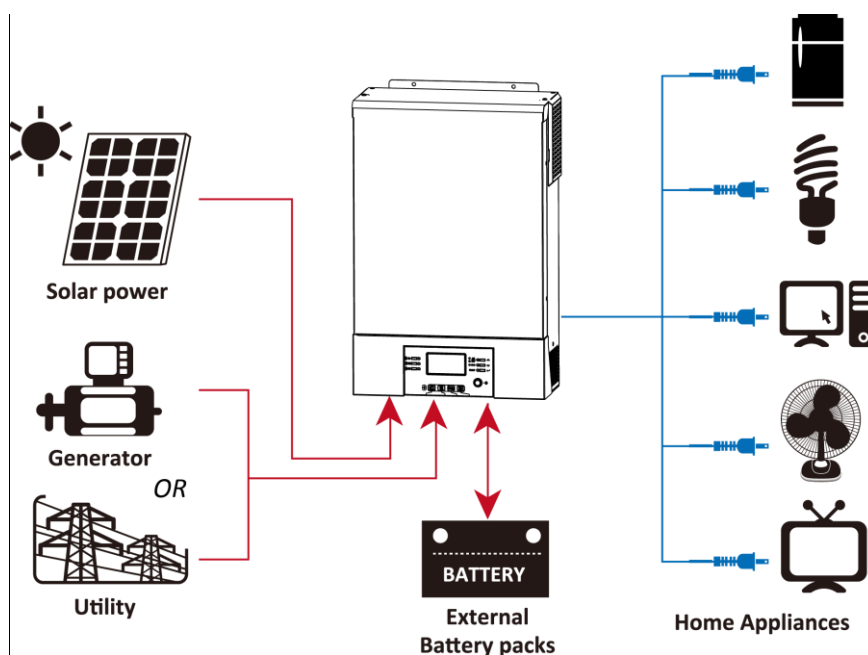 Solar power
Generator
OR
Utility
BATTERY
External
Battery packs
Home Appliances